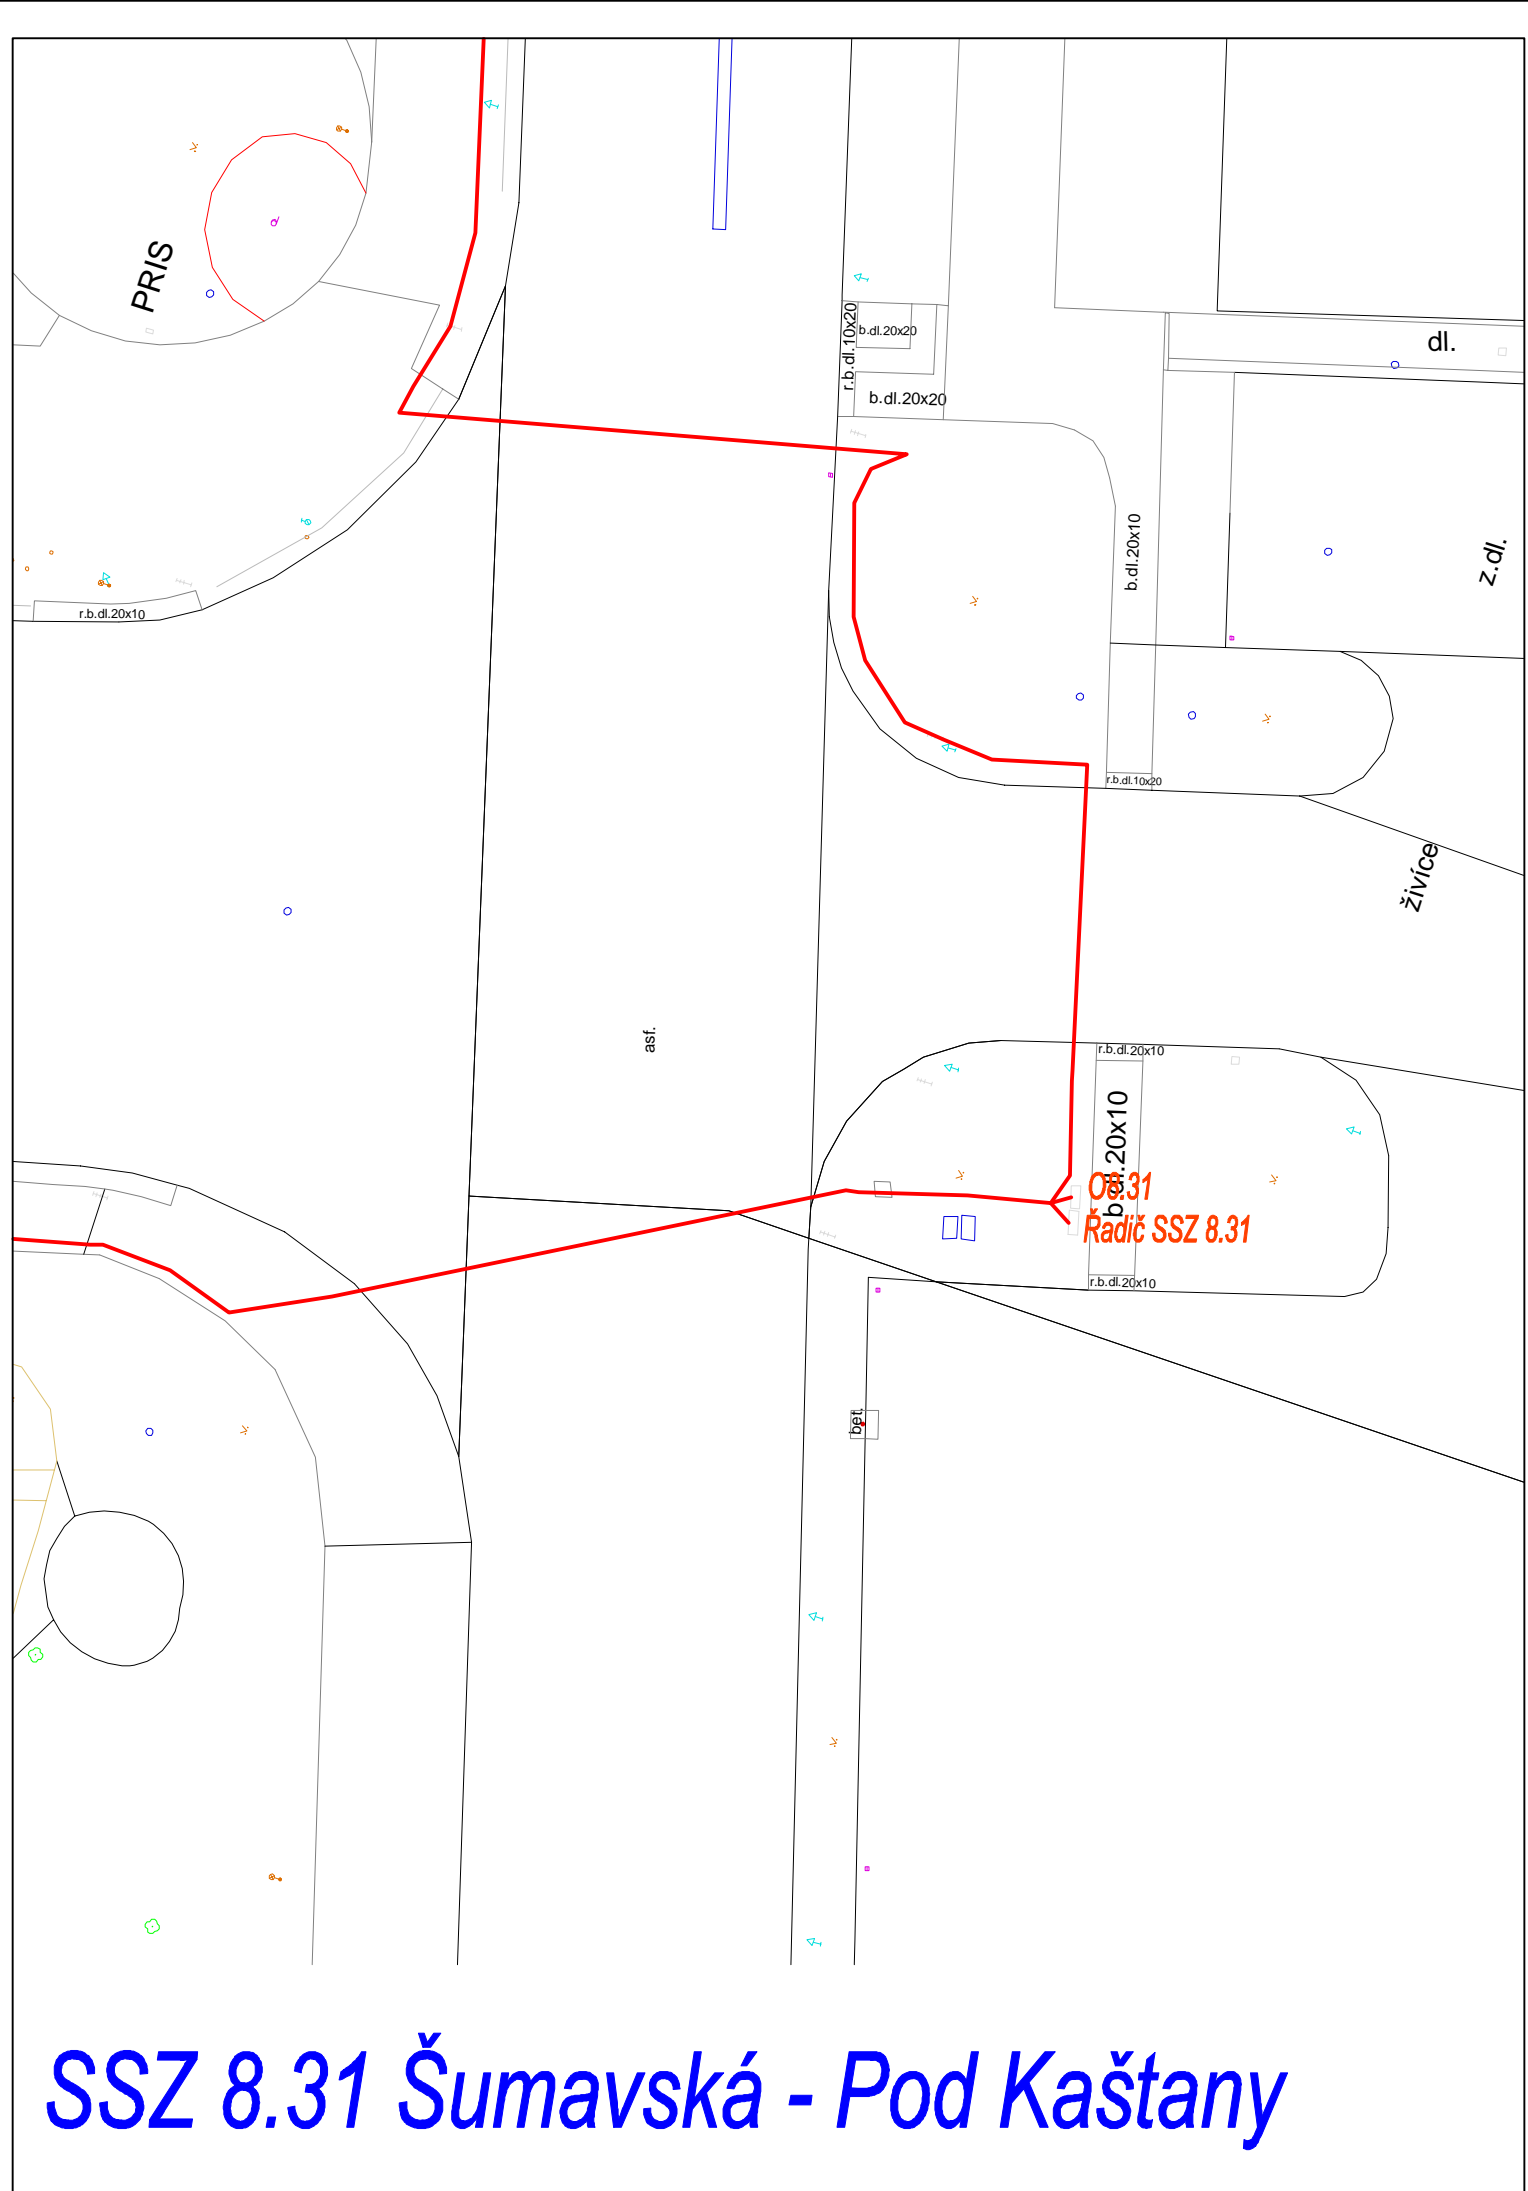 PRIS
r.b.dl.10x20
b.dl.20x20
dl.
b.dl.20x20
b.dl.20x10
z.dl.
r.b.dl.20x10
r.b.dl.10x20
živíce
asf.
r.b.dl.20x10
b.dl.20x10
O8.31
Řadič SSZ 8.31
r.b.dl.20x10
bet.
SSZ 8.31 Šumavská - Pod Kaštany